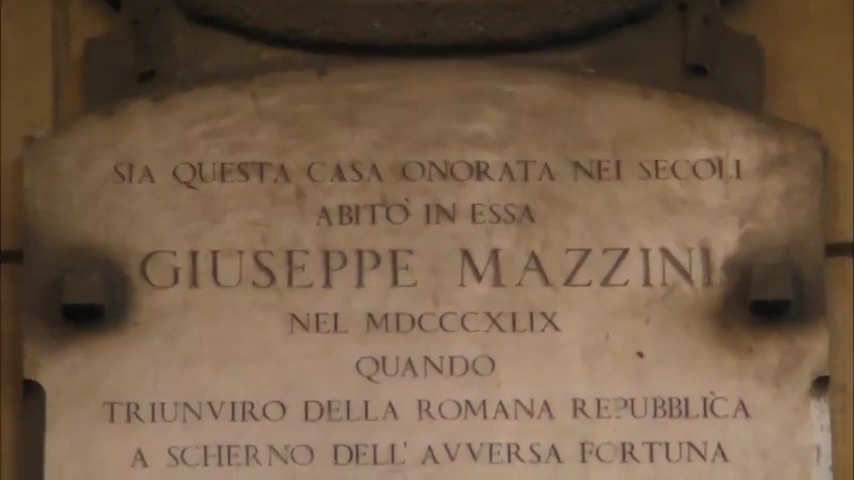 SIA QUESTA CASA ONORATA NEI SECOLI
ABITO' IN ESSA
GIUSEPPE MAZZINI
NEL MDCCCXLIX
QUANDO
TRIUNVIRO DELLA ROMANA REPUBBLICA
A SCHERNO DELL' AVVERSA FORTUNA